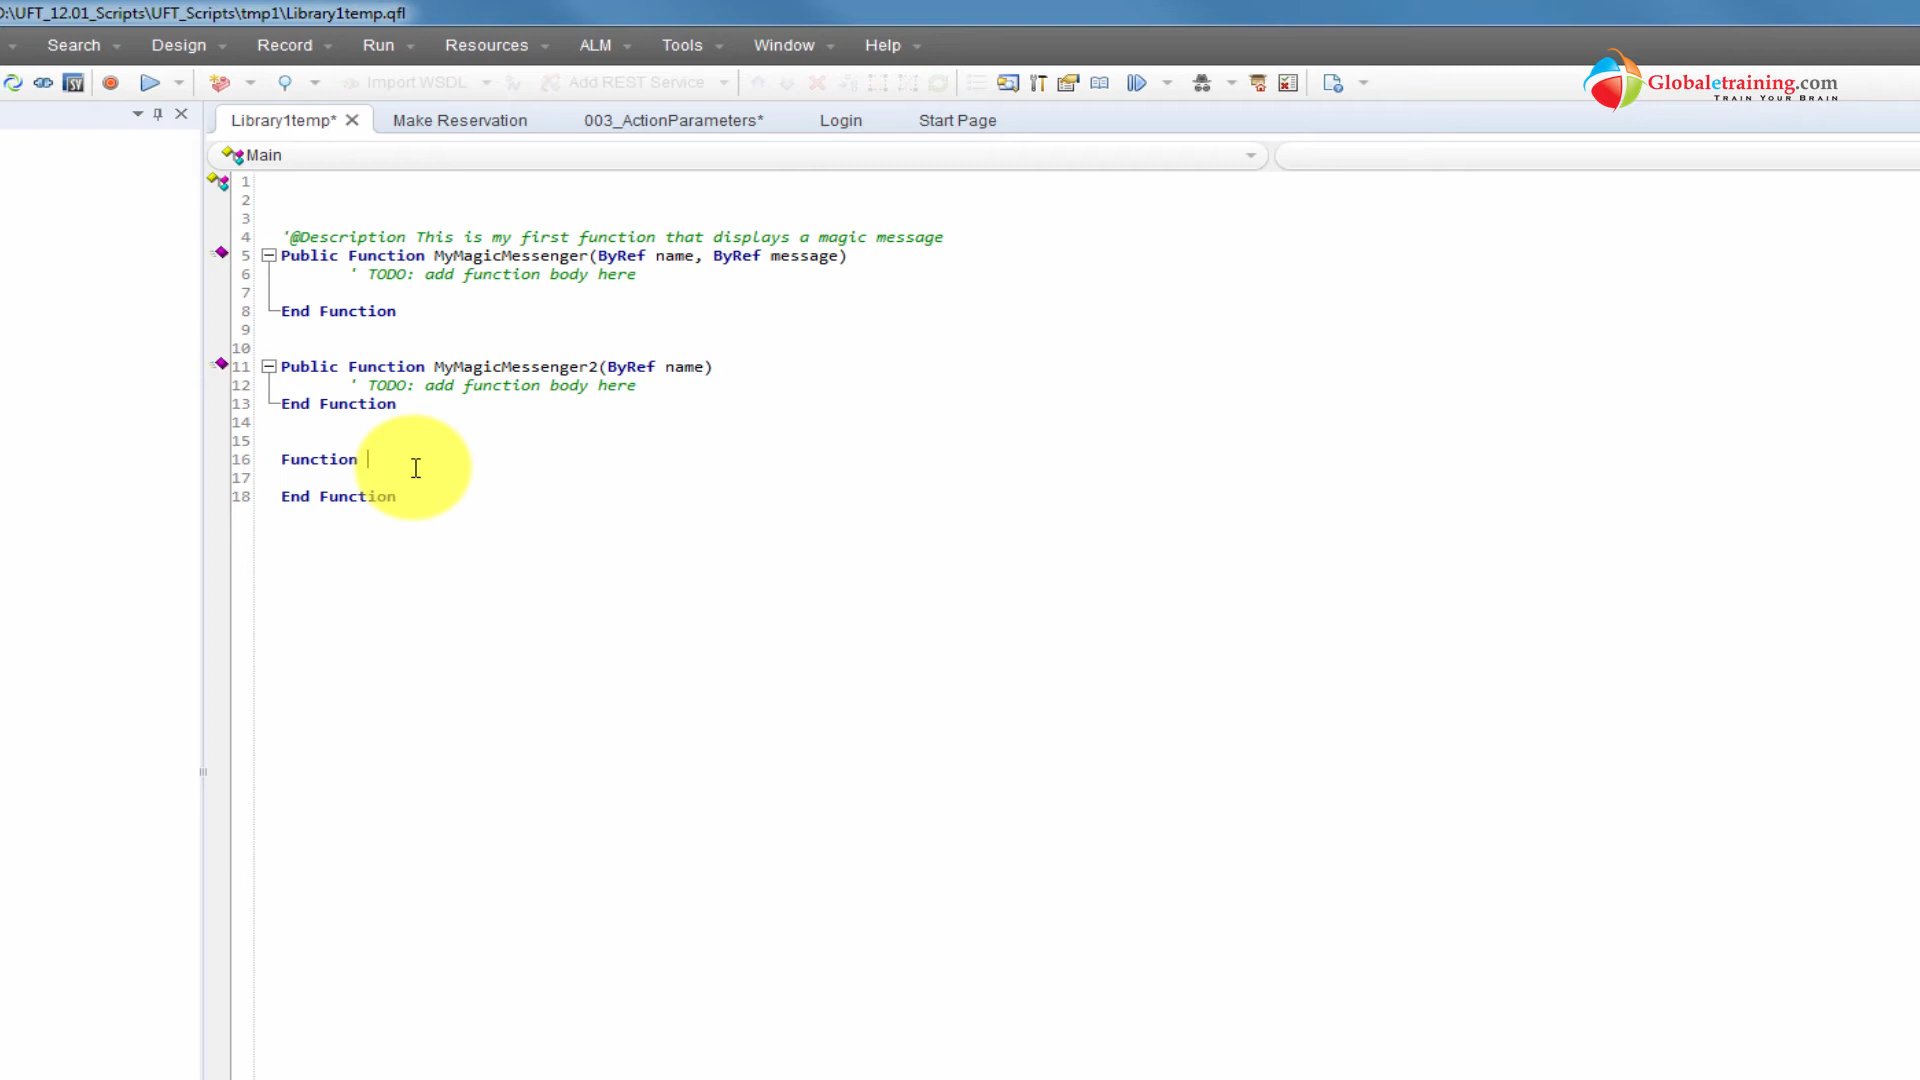 D:\UFT_12.01_Scripts\UFT_Scripts\tmp1\Library1temp.qfl
Search Design Record Run Resources ALM Tools Window Help
Import WSDL Add REST Service
Globaletraining.com
TRAIN YOUR BRAIN
Library1temp* Make Reservation 003_ActionParameters* Login Start Page
Main
1
2
3
4 '@Description This is my first function that displays a magic message
5 Public Function MyMagicMessenger(ByRef name, ByRef message)
6 ' TODO: add function body here
7
8 End Function
9
10
11 Public Function MyMagicMessenger2(ByRef name)
12 ' TODO: add function body here
13 End Function
14
15
16 Function
17
18 End Function